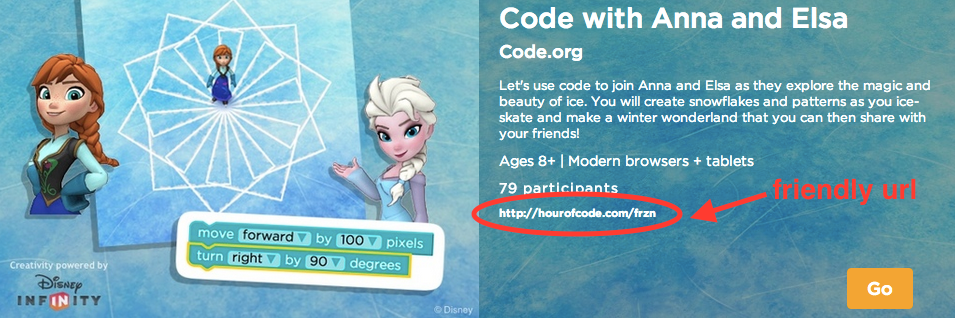 move forward ▼ by 100 ▼ pixels
turn right ▼ by 90 ▼ degrees
Creativity powered by
Disney
INFINITY
© Disney
Code with Anna and Elsa
Code.org
Let's use code to join Anna and Elsa as they explore the magic and
beauty of ice. You will create snowflakes and patterns as you ice-
skate and make a winter wonderland that you can then share with
your friends!
Ages 8+ | Modern browsers + tablets
79 participants
friendly url
http://hourofcode.com/frzn
Go